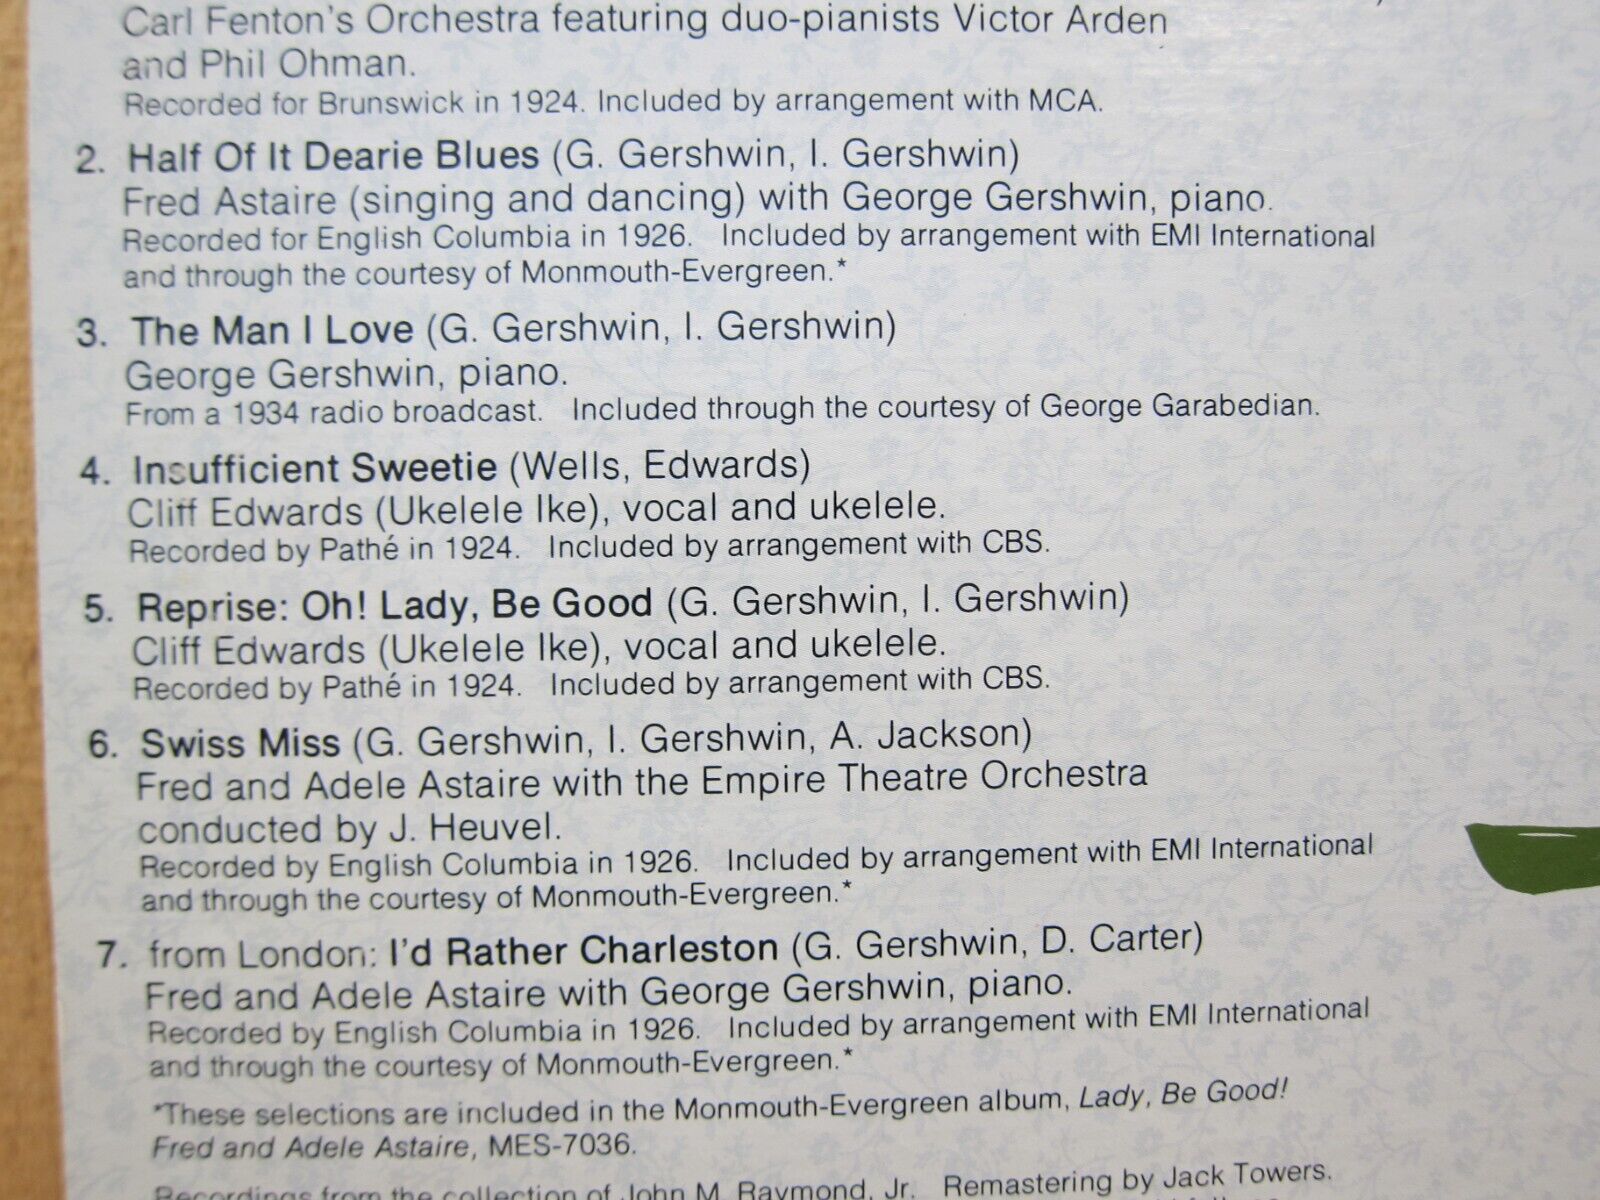 Carl Fenton's Orchestra featuring duo-pianists Victor Arden
and Phil Ohman.
Recorded for Brunswick in 1924. Included by arrangement with MCA.
2. Half Of It Dearie Blues (G. Gershwin, I. Gershwin)
Fred Astaire (singing and dancing) with George Gershwin, piano.
Recorded for English Columbia in 1926. Included by arrangement with EMI International
and through the courtesy of Monmouth-Evergreen.*
3. The Man I Love (G. Gershwin, I. Gershwin)
George Gershwin, piano.
From a 1934 radio broadcast. Included through the courtesy of George Garabedian.
4. Insufficient Sweetie (Wells, Edwards)
Cliff Edwards (Ukelele Ike), vocal and ukelele.
Recorded by Pathé in 1924. Included by arrangement with CBS.
5. Reprise: Oh! Lady, Be Good (G. Gershwin, I. Gershwin)
Cliff Edwards (Ukelele Ike), vocal and ukelele.
Recorded by Pathé in 1924. Included by arrangement with CBS.
6. Swiss Miss (G. Gershwin, I. Gershwin, A. Jackson)
Fred and Adele Astaire with the Empire Theatre Orchestra
conducted by J. Heuvel.
Recorded by English Columbia in 1926. Included by arrangement with EMI International
and through the courtesy of Monmouth-Evergreen.*
7. from London: I'd Rather Charleston (G. Gershwin, D. Carter)
Fred and Adele Astaire with George Gershwin, piano.
Recorded by English Columbia in 1926. Included by arrangement with EMI International
and through the courtesy of Monmouth-Evergreen.*
*These selections are included in the Monmouth-Evergreen album, Lady, Be Good!
Fred and Adele Astaire, MES-7036.
Recordings from the collection of John M. Raymond, Jr. Remastering by Jack Towers.